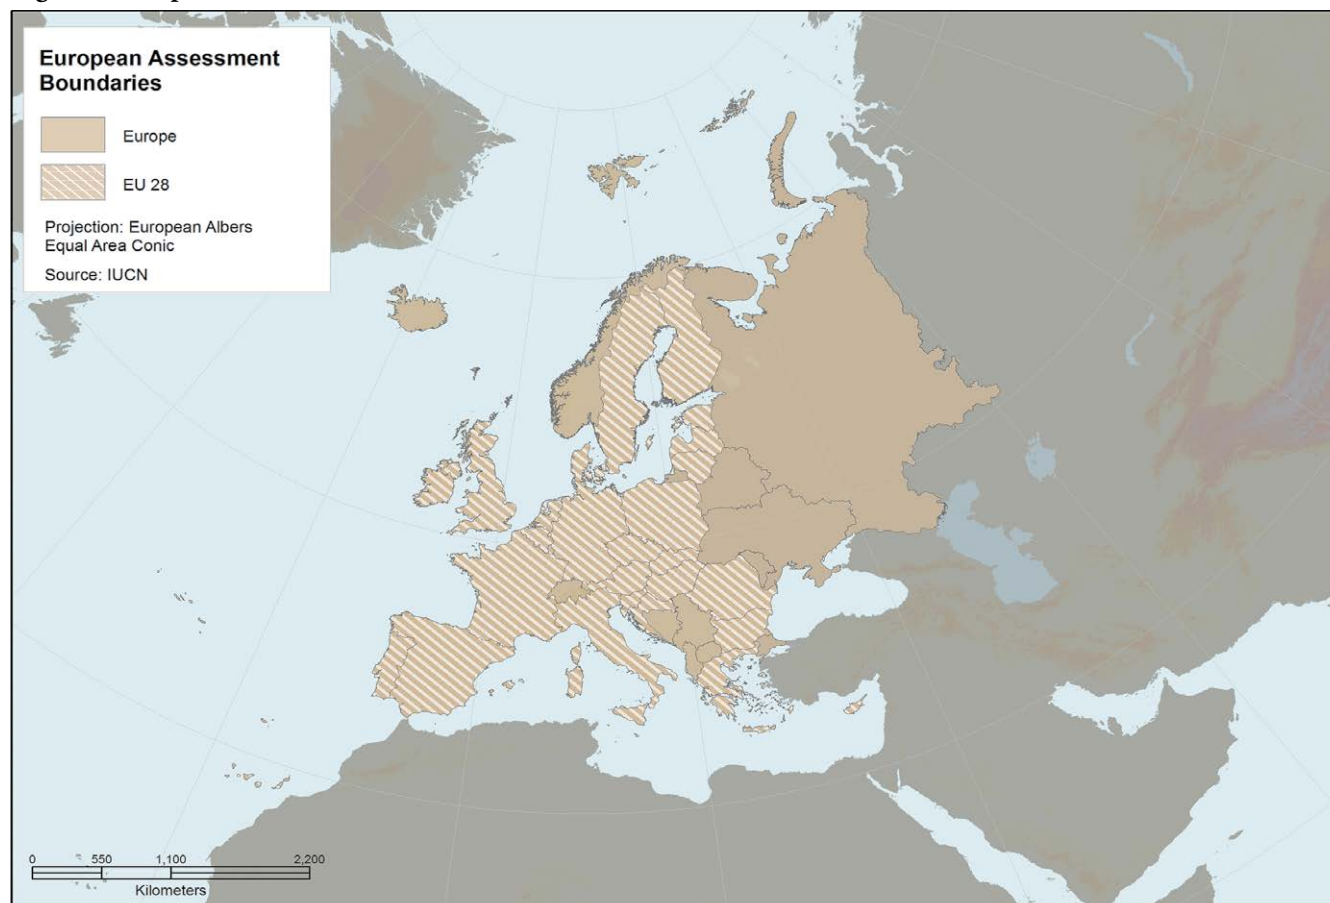 European Assessment
Boundaries
Europe
EU 28
Projection: European Albers
Equal Area Conic
Source: IUCN
0 550 1,100 2,200
Kilometers